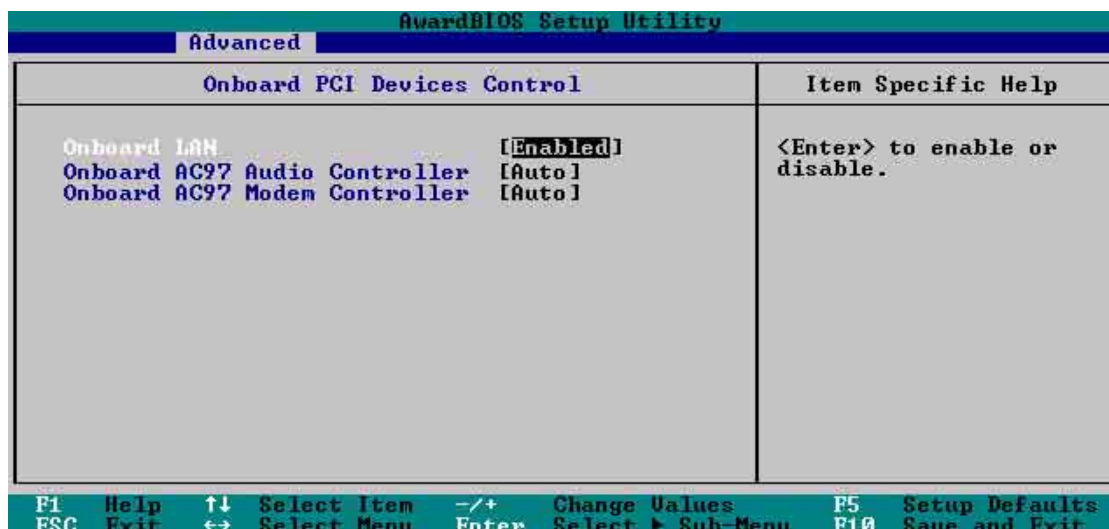 AwardBIOS Setup Utility
Advanced
Onboard PCI Devices Control
Item Specific Help
Onboard LAN [Enabled]
Onboard AC97 Audio Controller [Auto]
Onboard AC97 Modem Controller [Auto]
<Enter> to enable or
disable.
F1 Help ↑↓ Select Item -/+ Change Values F5 Setup Defaults
ESC Exit ↔ Select Menu Enter Select ▶ Sub-Menu F10 Save and Exit